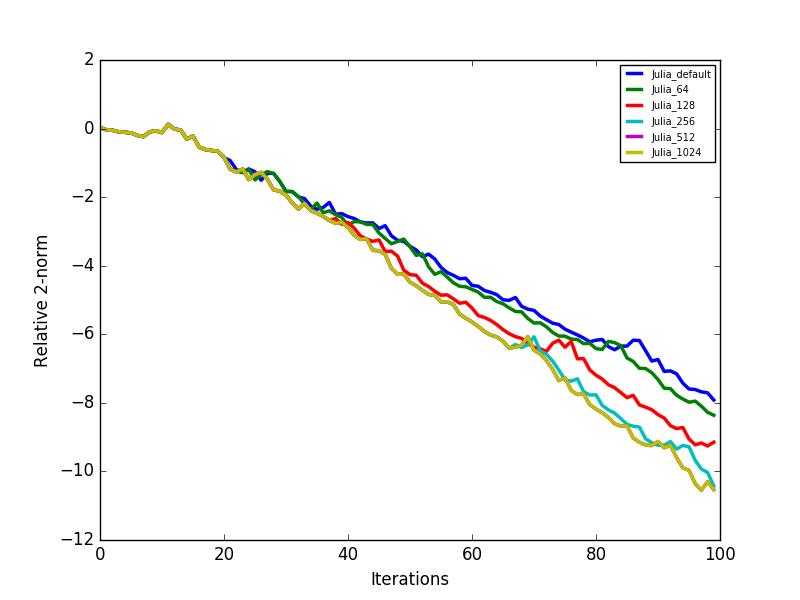 2
0
−2
−4
−6
−8
−10
−12
0 20 40 60 80 100
Iterations
Relative 2-norm
Julia_default
Julia_64
Julia_128
Julia_256
Julia_512
Julia_1024